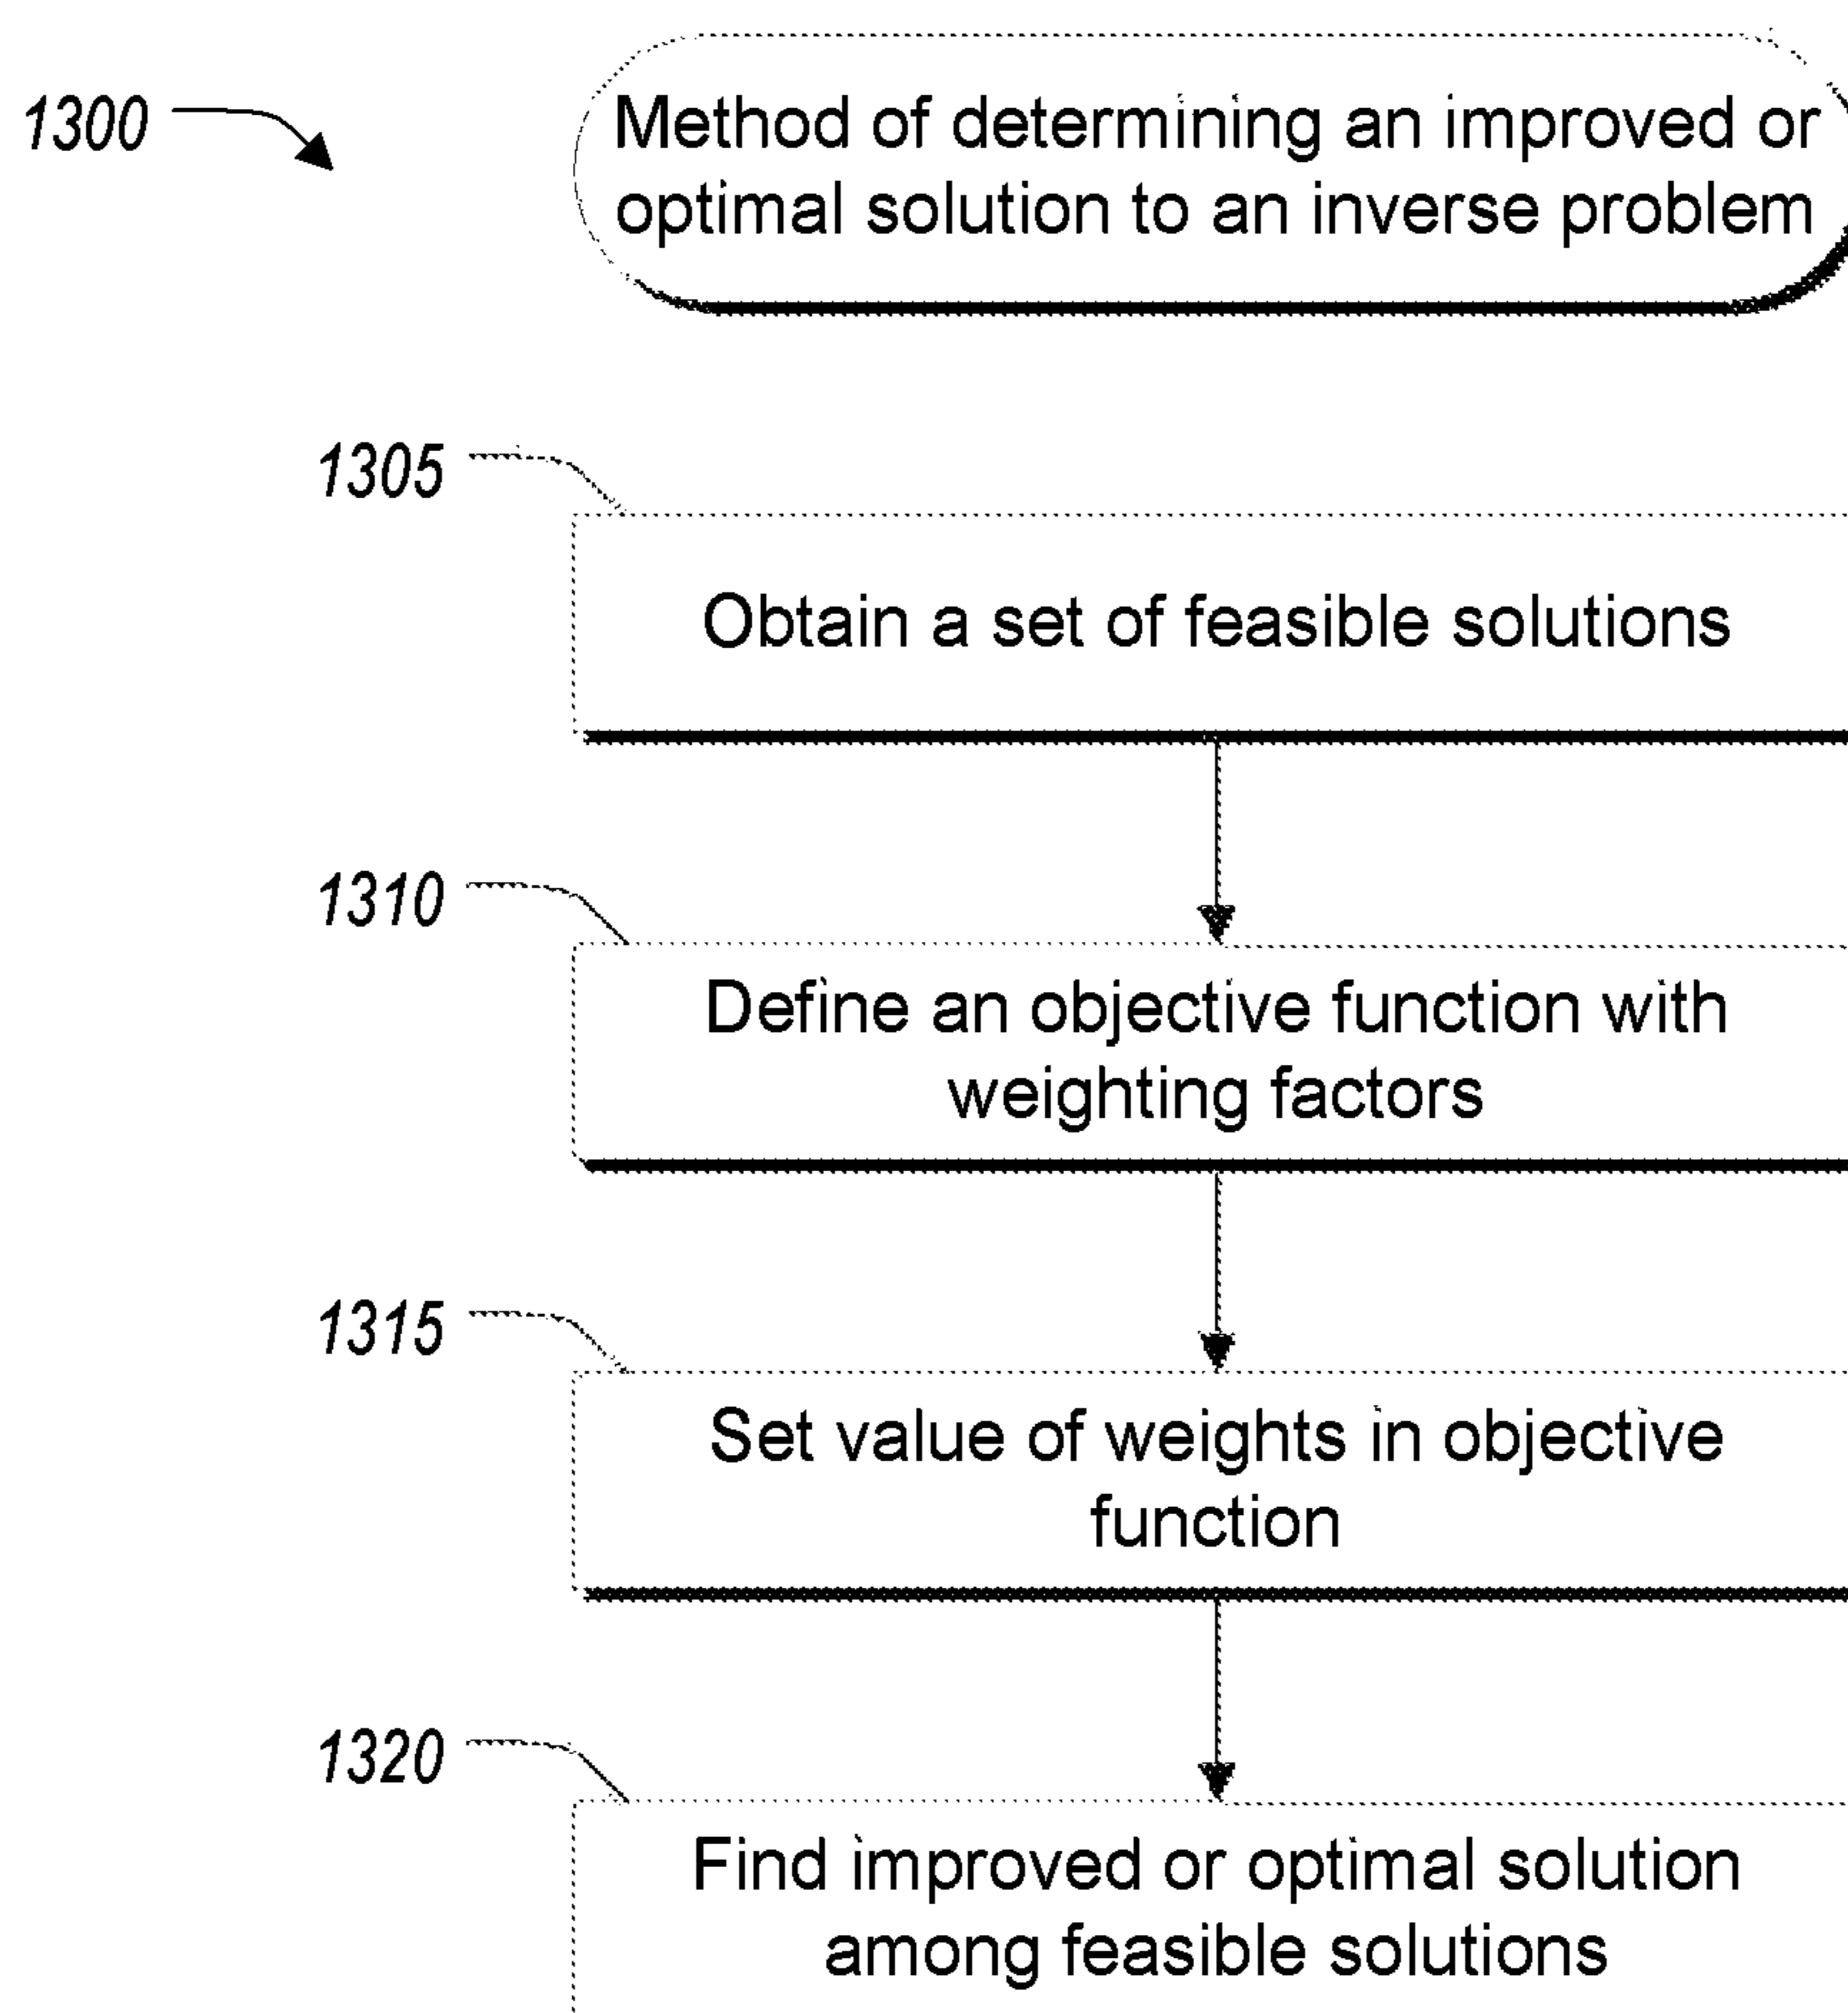 1300
Method of determining an improved or
optimal solution to an inverse problem
1305
Obtain a set of feasible solutions
1310
Define an objective function with
weighting factors
1315
Set value of weights in objective
function
1320
Find improved or optimal solution
among feasible solutions